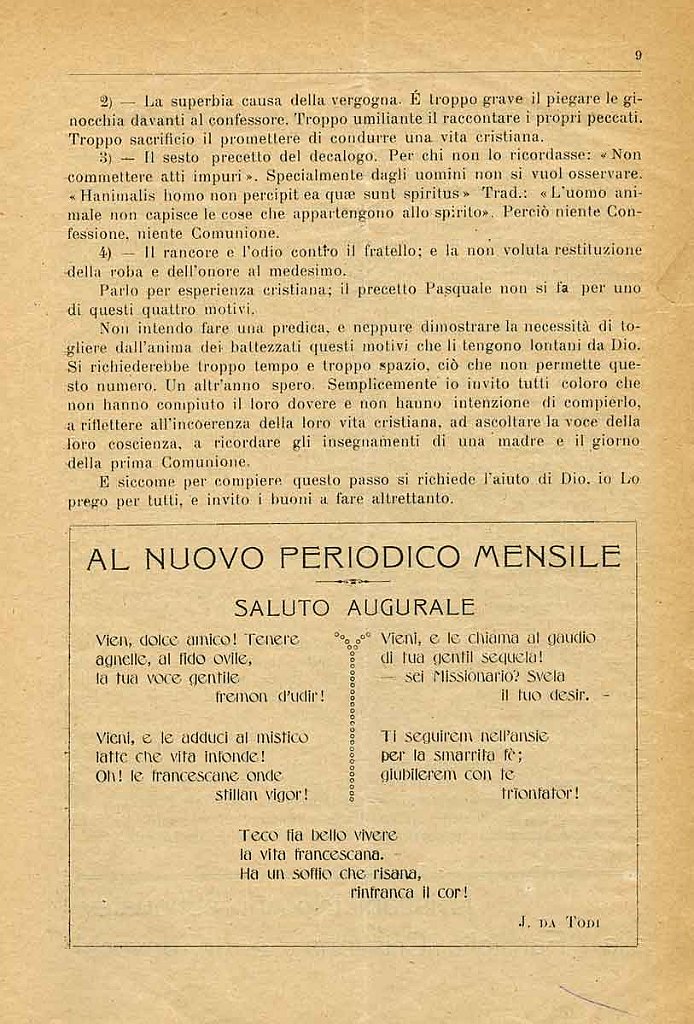 9
2) — La superbia causa della vergogna. É troppo grave il piegare le gi-
nocchia davanti al confessore. Troppo umiliante il raccontare i propri peccati.
Troppo sacrificio il promettere di condurre una vita cristiana.
3) — Il sesto precetto del decalogo. Per chi non lo ricordasse: «Non
commettere atti impuri». Specialmente dagli uomini non si vuol osservare.
«Hanimalis homo non percipit ea quæ sunt spiritus» Trad.: «L'uomo ani-
male non capisce le cose che appartengono allo spirito». Perciò niente Con-
fessione, niente Comunione.
4) — Il rancore e l'odio contro il fratello; e la non voluta restituzione
della roba e dell'onore al medesimo.
Parlo per esperienza cristiana; il precetto Pasquale non si fa per uno
di questi quattro motivi.
Non intendo fare una predica, e neppure dimostrare la necessità di to-
gliere dall'anima dei battezzati questi motivi che li tengono lontani da Dio.
Si richiederebbe troppo tempo e troppo spazio, ciò che non permette que-
sto numero. Un altr'anno spero. Semplicemente io invito tutti coloro che
non hanno compiuto il loro dovere e non hanno intenzione di compierlo,
a riflettere all'incoerenza della loro vita cristiana, ad ascoltare la voce della
loro coscienza, a ricordare gli insegnamenti di una madre e il giorno
della prima Comunione.
E siccome per compiere questo passo si richiede l'aiuto di Dio, io Lo
prego per tutti, e invito i buoni a fare altrettanto.
AL NUOVO PERIODICO MENSILE
SALUTO AUGURALE
Vien, dolce amico! Tenere
agnelle, al fido ovile,
la tua voce gentile
fremon d'udir!
Vieni, e le adduci al mistico
latte che vita infonde!
Oh! le francescane onde
stillan vigor!
Vieni, e le chiama al gaudio
di tua gentil sequela!
— sei Missionario? Svela
il tuo desir. –
Ti seguirem nell'ansie
per la smarrita fè;
giubilerem con te
trionfator!
Teco fia bello vivere
la vita francescana.
Ha un soffio che risana,
rinfranca il cor!
J. DA TODI